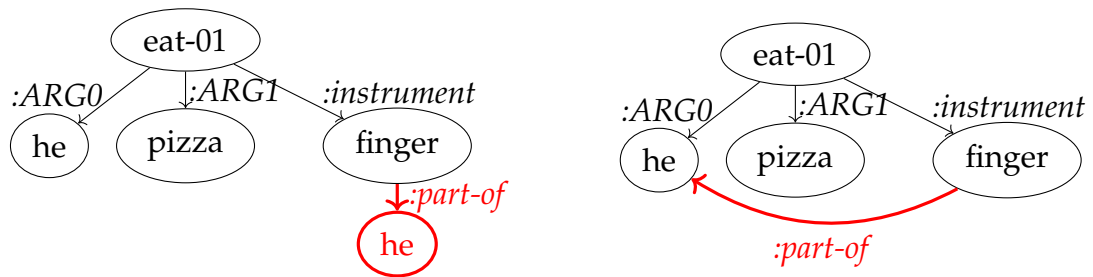 eat-01
:ARG0
:ARG1
:instrument
he
pizza
finger
:part-of
he
eat-01
:ARG0
:ARG1
:instrument
he
pizza
finger
:part-of